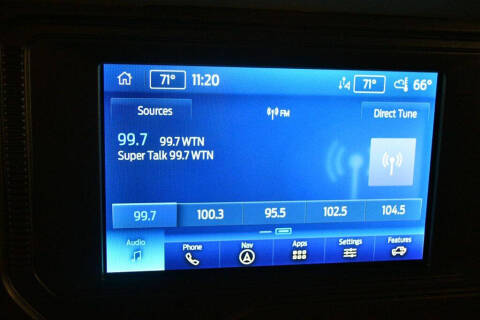 71° 11:20 71° 66°
Sources FM Direct Tune
99.7 99.7 WTN
Super Talk 99.7 WTN
99.7 100.3 95.5 102.5 104.5
Audio Phone Nav Apps Settings Features